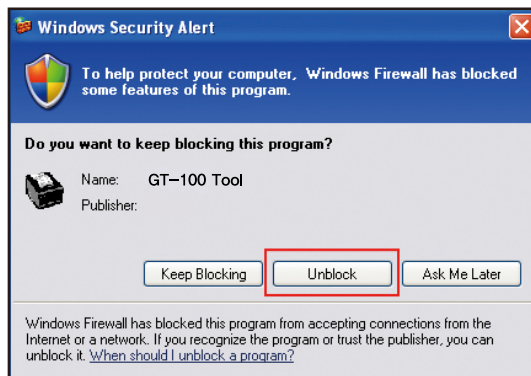 Windows Security Alert
To help protect your computer, Windows Firewall has blocked
some features of this program.
Do you want to keep blocking this program?
Name: GT-100 Tool
Publisher:
Keep Blocking Unblock Ask Me Later
Windows Firewall has blocked this program from accepting connections from the
Internet or a network. If you recognize the program or trust the publisher, you can
unblock it. When should I unblock a program?